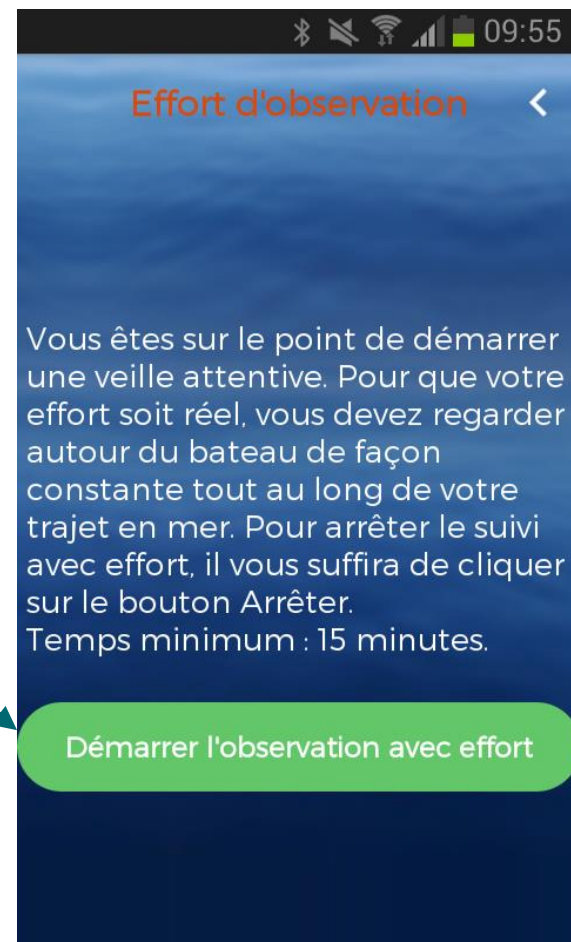 09:55
Effort d'observation
Vous êtes sur le point de démarrer
une veille attentive. Pour que votre
effort soit réel, vous devez regarder
autour du bateau de façon
constante tout au long de votre
trajet en mer. Pour arrêter le suivi
avec effort, il vous suffira de cliquer
sur le bouton Arrêter.
Temps minimum : 15 minutes.
Démarrer l'observation avec effort